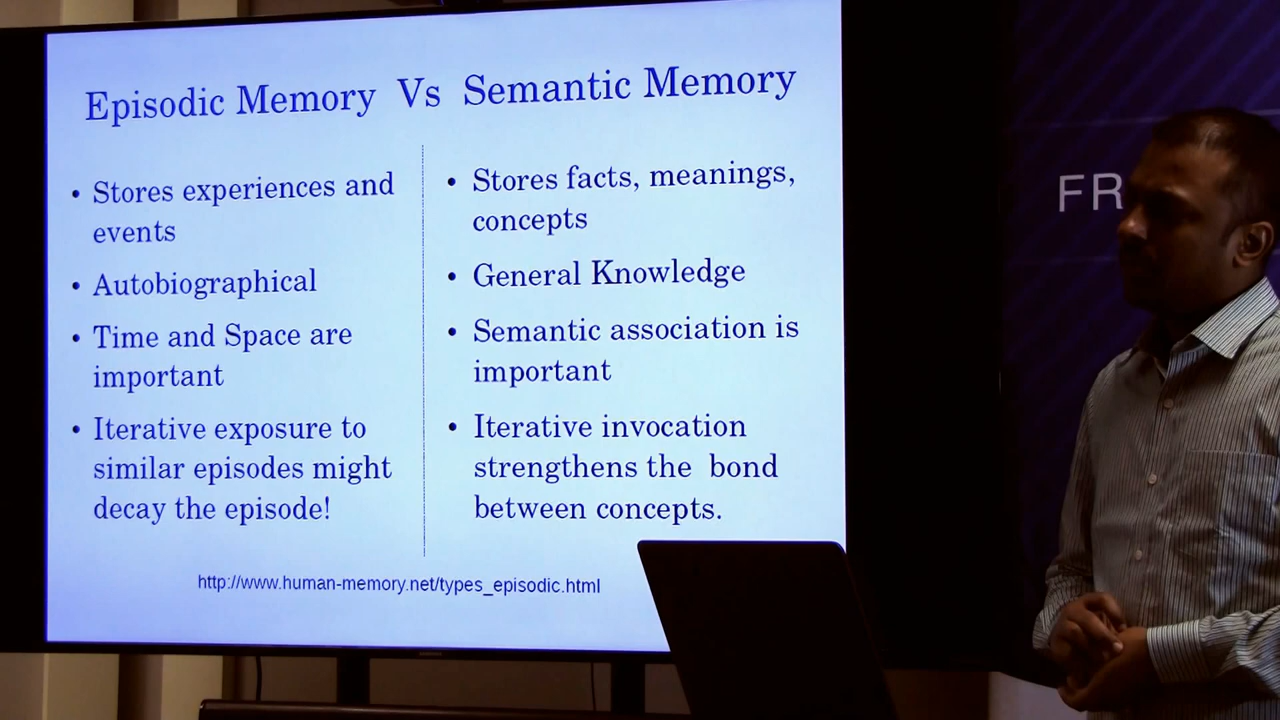 Episodic Memory Vs Semantic Memory
• Stores experiences and
events
• Autobiographical
• Time and Space are
important
• Iterative exposure to
similar episodes might
decay the episode!
• Stores facts, meanings,
concepts
• General Knowledge
• Semantic association is
important
• Iterative invocation
strengthens the bond
between concepts.
http://www.human-memory.net/types_episodic.html
FR